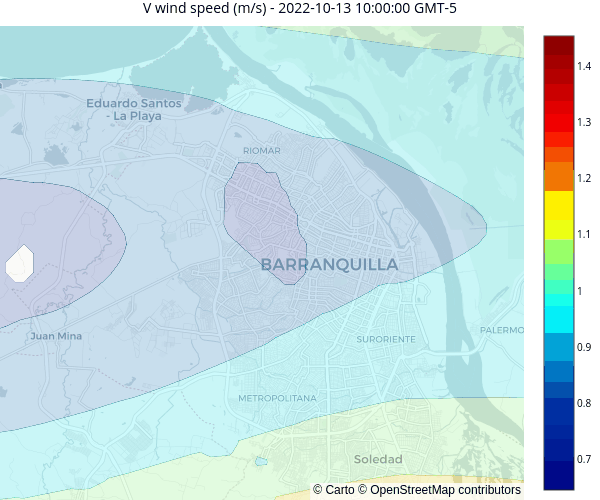 V wind speed (m/s) - 2022-10-13 10:00:00 GMT-5
Eduardo Santos
- La Playa
RIOMAR
BARRANQUILLA
Juan Mina
SURORIENTE
PALERMO
METROPOLITANA
Soledad
© Carto © OpenStreetMap contributors
1.4
1.3
1.2
1.1
1
0.9
0.8
0.7